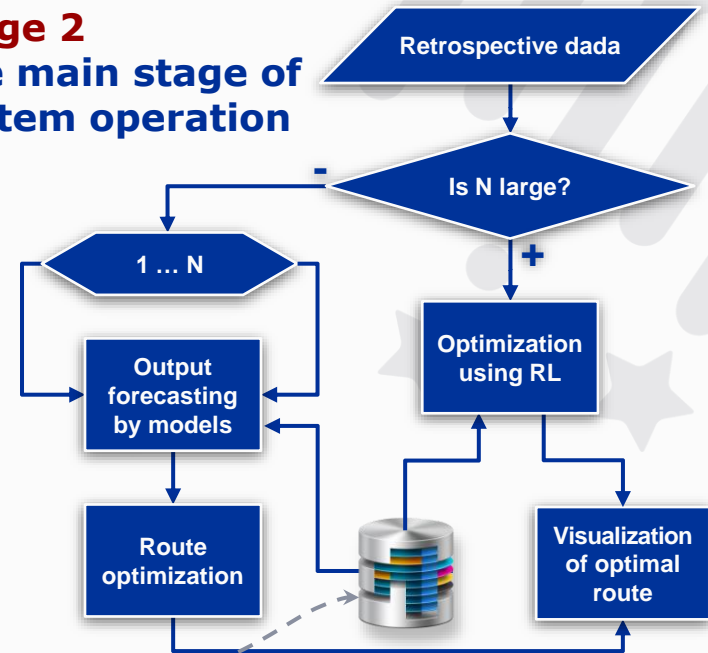 ge 2
e main stage of
tem operation
Retrospective dada
Is N large?
-
+
1 … N
Optimization
using RL
Output
forecasting
by models
Route
optimization
Visualization
of optimal
route